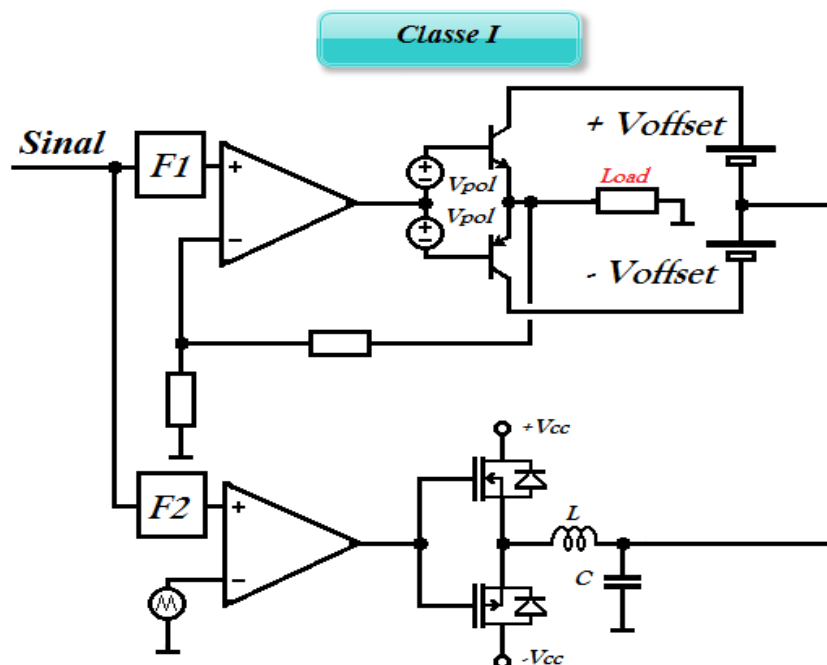 Classe I
Sinal
F1
+
−
+
−
Vpol
Vpol
+
−
+ Voffset
Load
- Voffset
F2
+
−
+Vcc
L
C
-Vcc